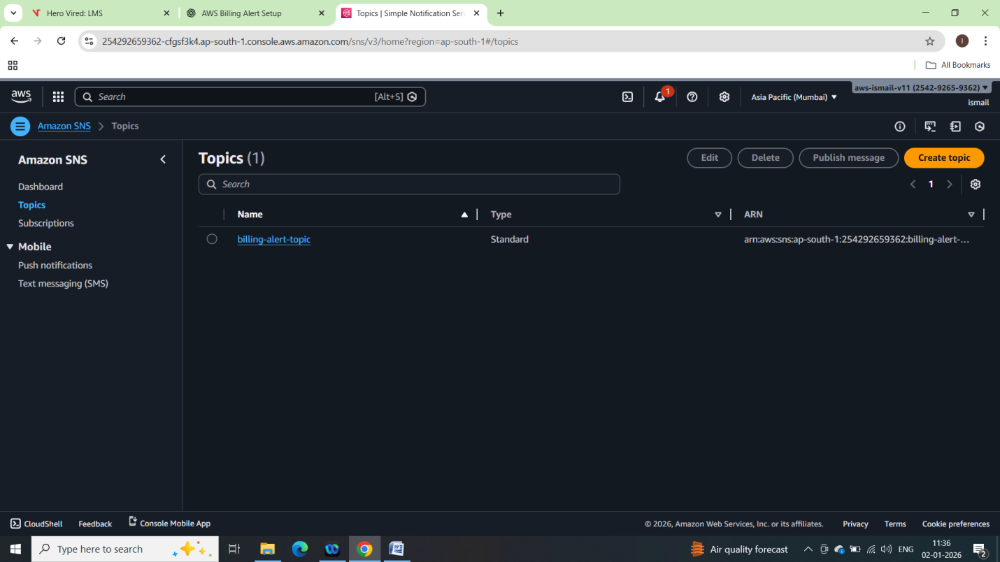 Hero Vired: LMS
AWS Billing Alert Setup
Topics | Simple Notification Ser
254292659362-cfgsf3k4.ap-south-1.console.aws.amazon.com/sns/v3/home?region=ap-south-1#/topics
I
All Bookmarks
aws
Search
[Alt+S]
1
Asia Pacific (Mumbai)
aws-ismail-v11 (2542-9265-9362)
ismail
Amazon SNS
Topics
Amazon SNS
Dashboard
Topics
Subscriptions
Mobile
Push notifications
Text messaging (SMS)
Topics (1)
Edit
Delete
Publish message
Create topic
Search
1
Name
Type
ARN
billing-alert-topic
Standard
arn:aws:sns:ap-south-1:254292659362:billing-alert-...
CloudShell
Feedback
Console Mobile App
© 2026, Amazon Web Services, Inc. or its affiliates.
Privacy
Terms
Cookie preferences
Type here to search
Air quality forecast
ENG
11:36
02-01-2026
2